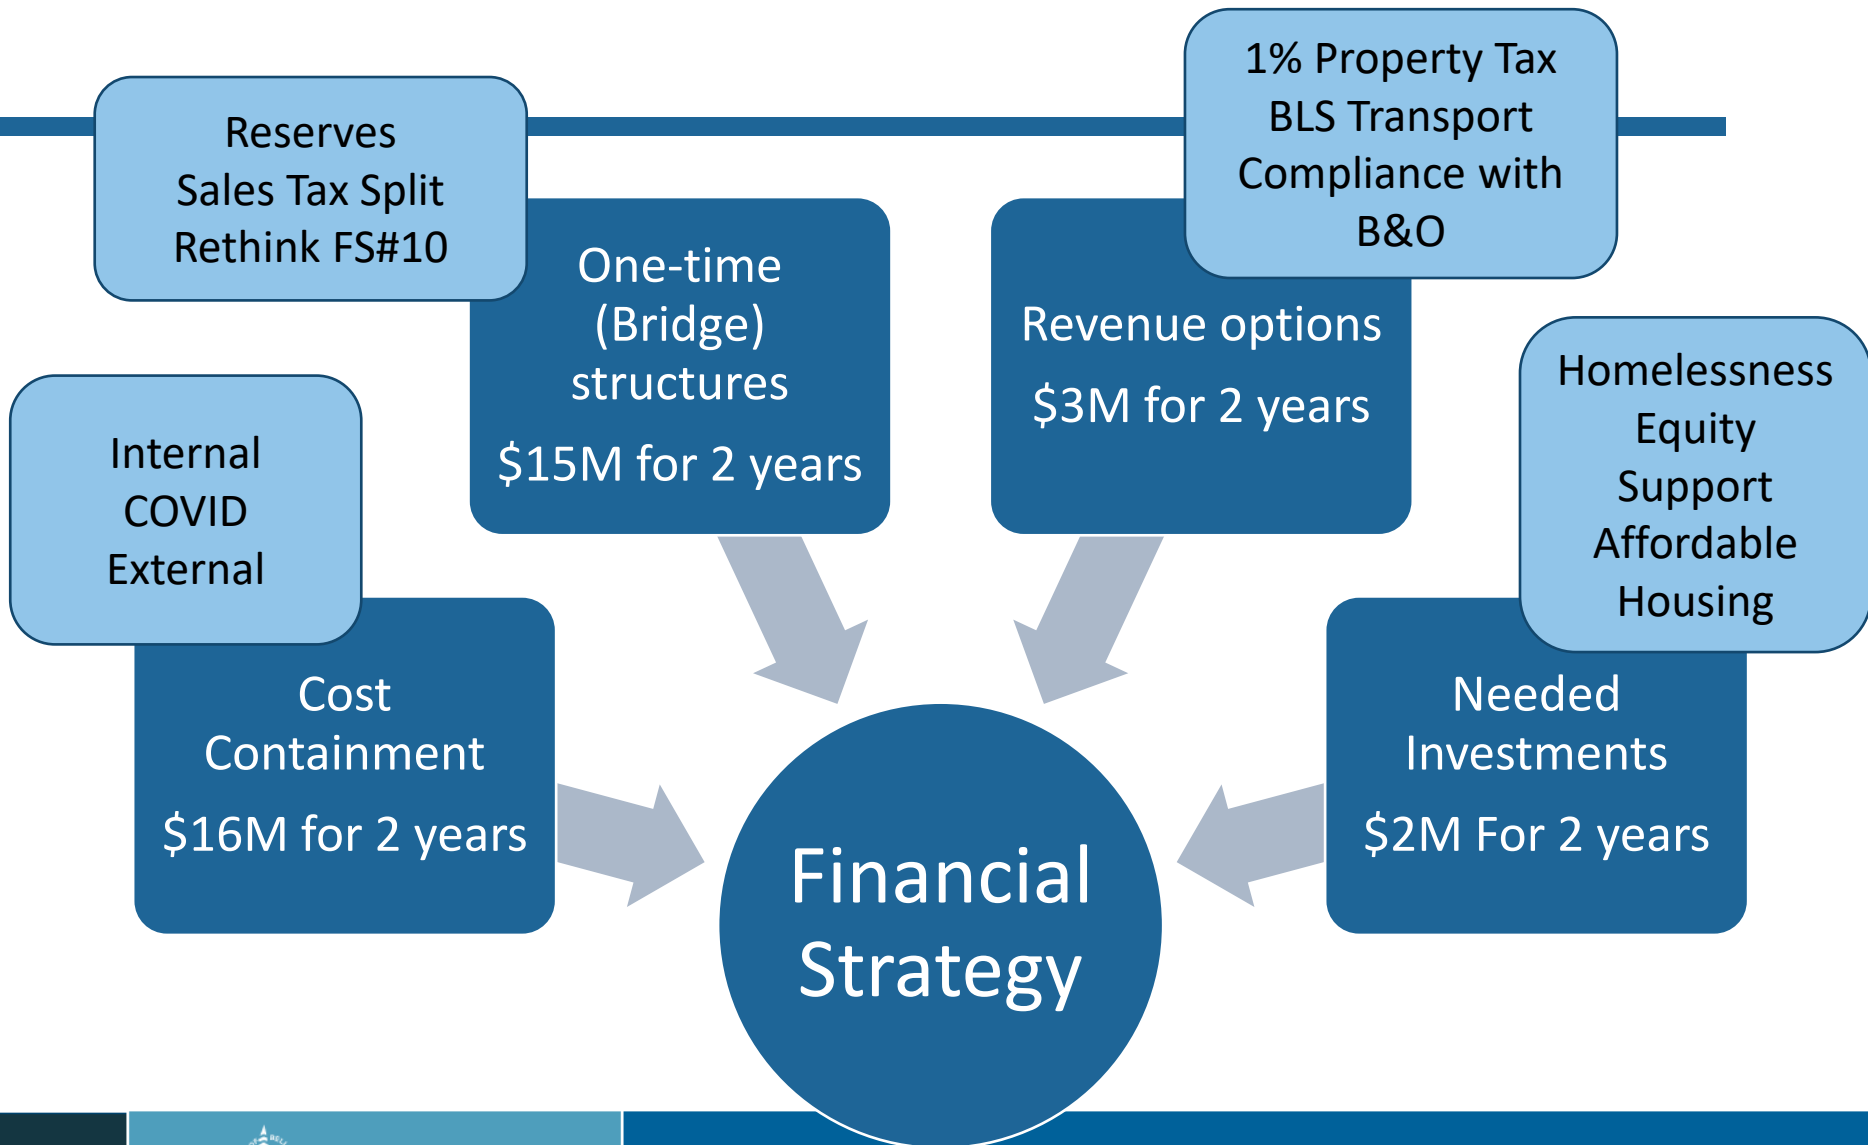 1% Property Tax
BLS Transport
Compliance with
B&O
Reserves
Sales Tax Split
Rethink FS#10
One-time
(Bridge)
structures
$15M for 2 years
Revenue options
$3M for 2 years
Homelessness
Equity
Support
Affordable
Housing
Internal
COVID
External
Cost
Containment
$16M for 2 years
Needed
Investments
$2M For 2 years
Financial
Strategy